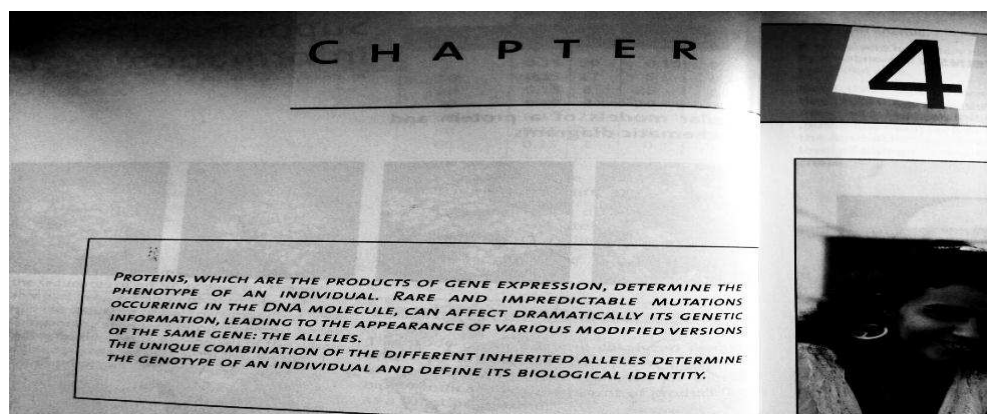 CHAPTER 4
PROTEINS, WHICH ARE THE PRODUCTS OF GENE EXPRESSION, DETERMINE THE
PHENOTYPE OF AN INDIVIDUAL. RARE AND IMPREDICTABLE MUTATIONS
OCCURRING IN THE DNA MOLECULE, CAN AFFECT DRAMATICALLY ITS GENETIC
INFORMATION, LEADING TO THE APPEARANCE OF VARIOUS MODIFIED VERSIONS
OF THE SAME GENE: THE ALLELES.
THE UNIQUE COMBINATION OF THE DIFFERENT INHERITED ALLELES DETERMINE
THE GENOTYPE OF AN INDIVIDUAL AND DEFINE ITS BIOLOGICAL IDENTITY.